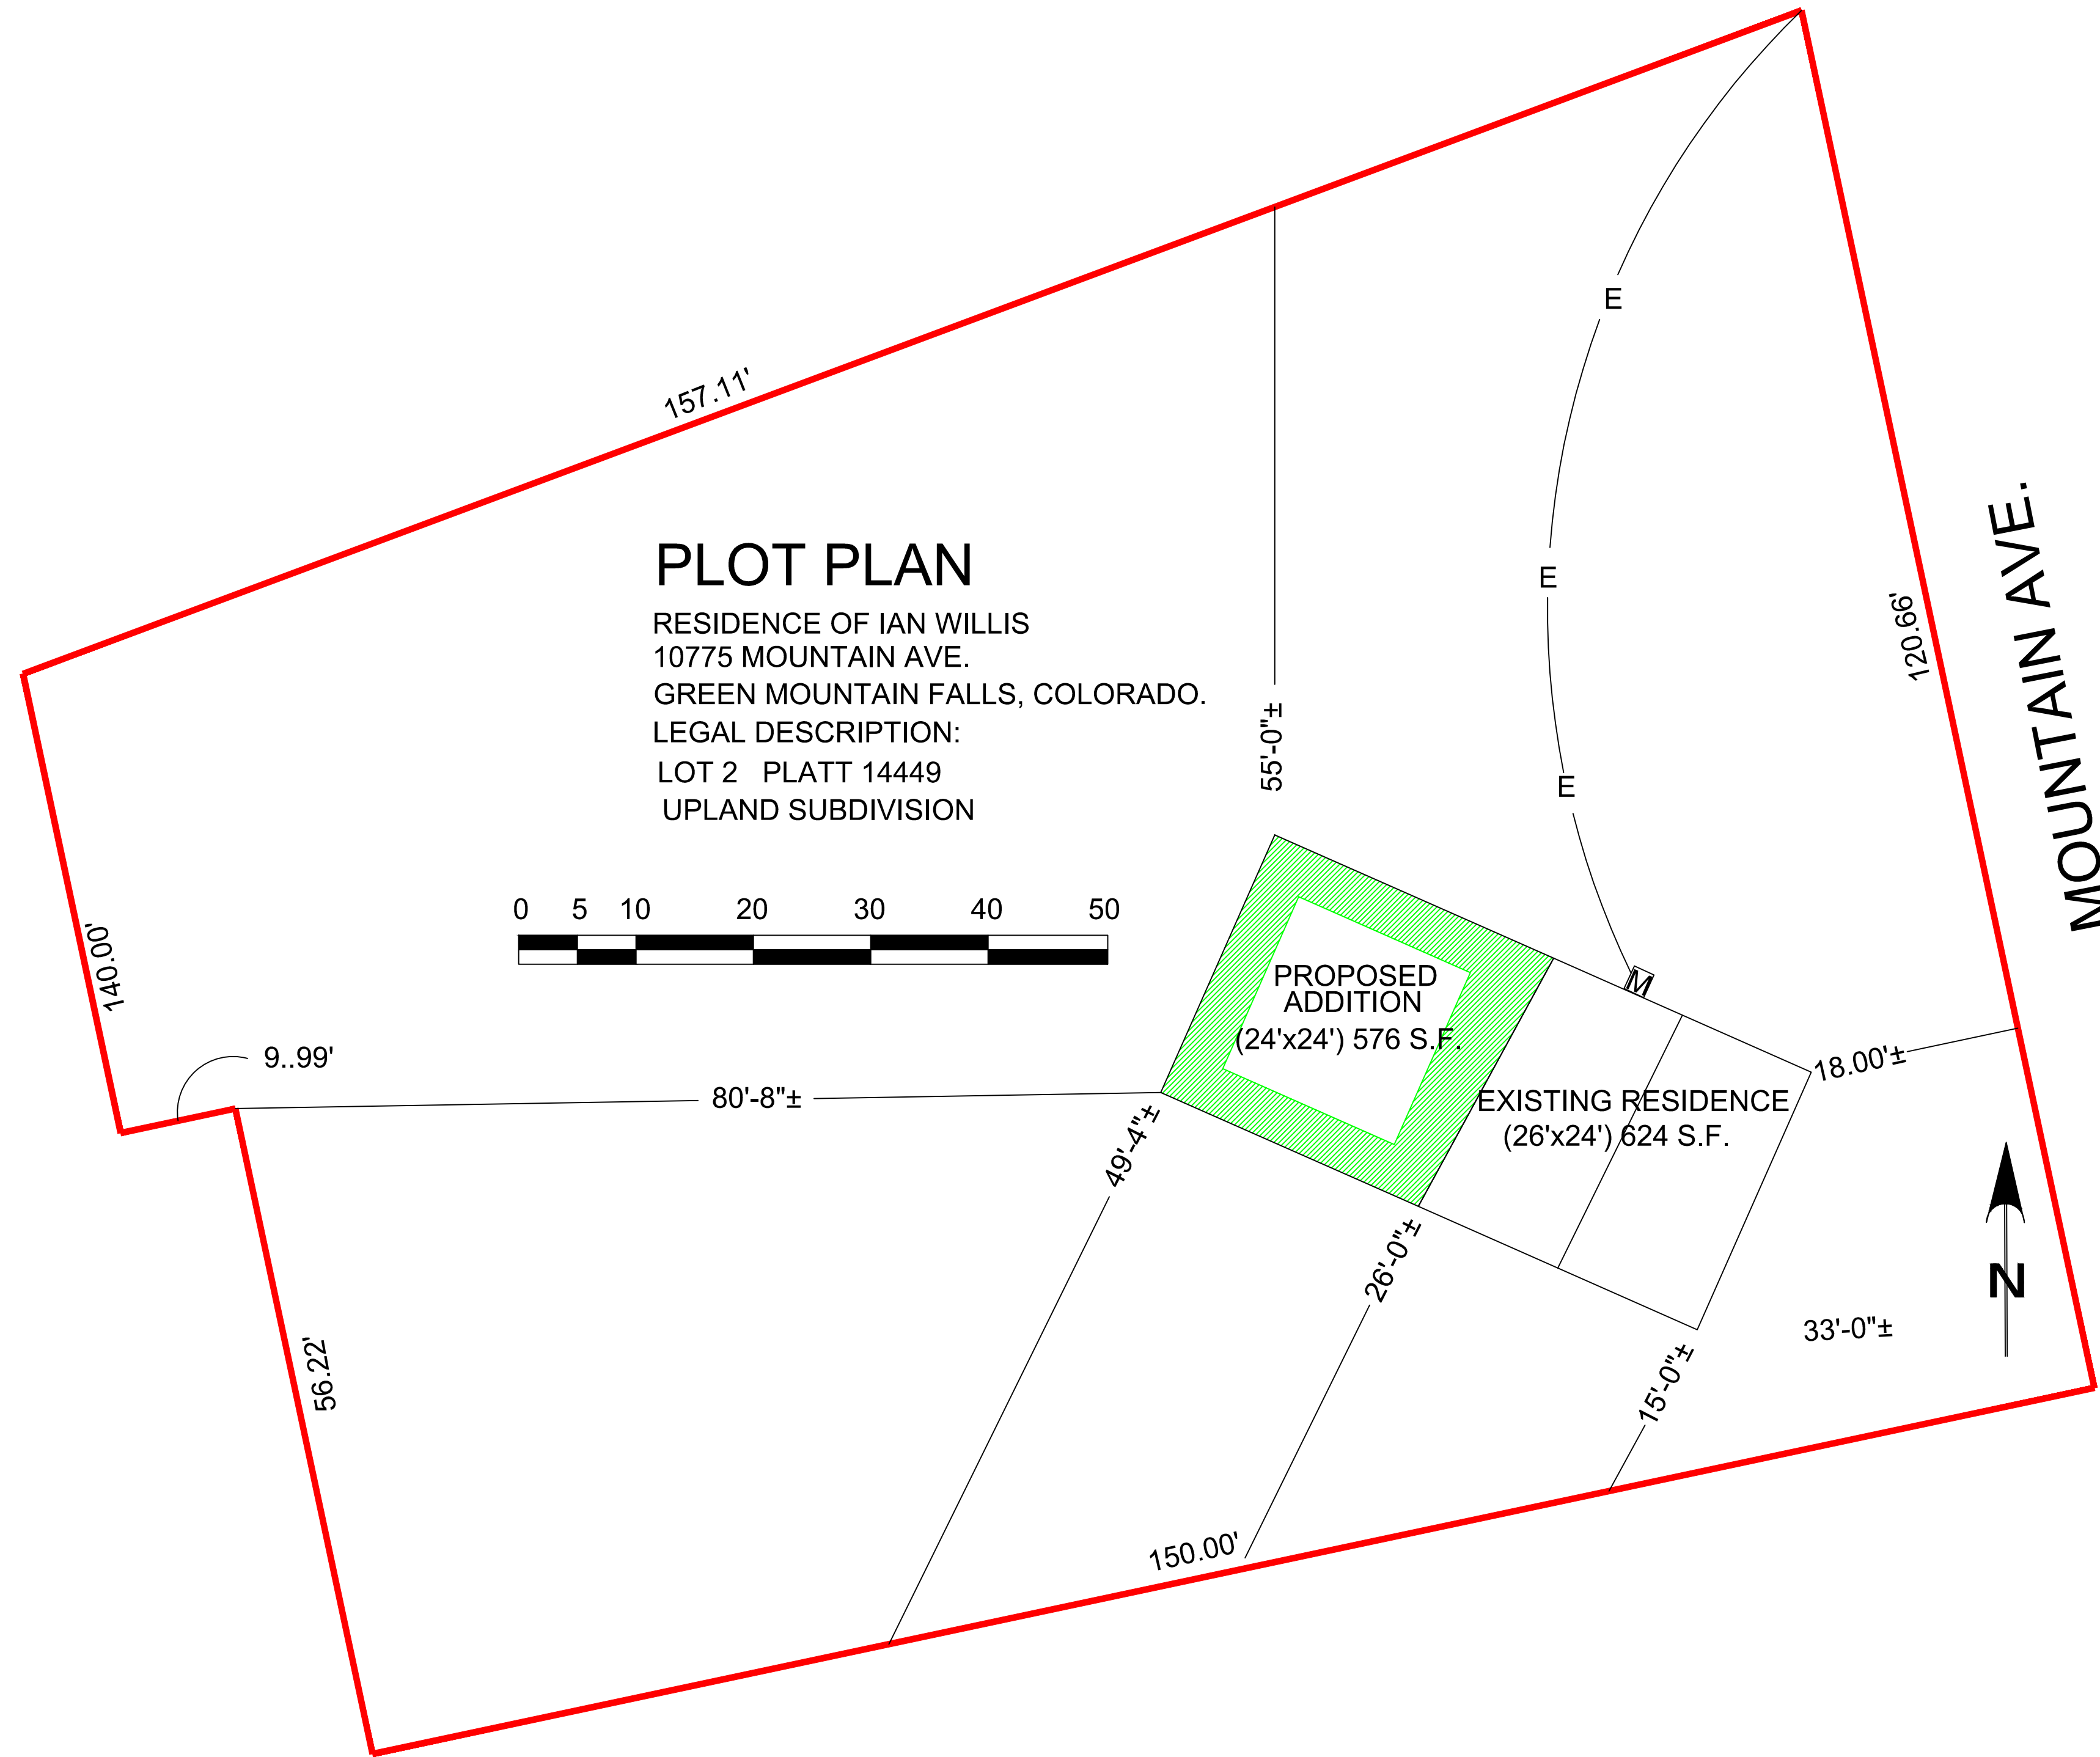 E
157.11'
MOUNTAIN AVE.
PLOT PLAN
E
RESIDENCE OF IAN WILLIS
120.66'
10775 MOUNTAIN AVE.
GREEN MOUNTAIN FALLS, COLORADO.
LEGAL DESCRIPTION:
55'-0"±
LOT 2 PLATT 14449
E
UPLAND SUBDIVISION
0 5 10 20 30 40 50
140.00'
PROPOSED
M
ADDITION
(24'x24') 576 S.F.
9..99'
18.00'±
80'-8"±
EXISTING RESIDENCE
(26'x24') 624 S.F.
49'-4"±
26'-0"±
N
33'-0"±
56.22'
15'-0"±
150.00'